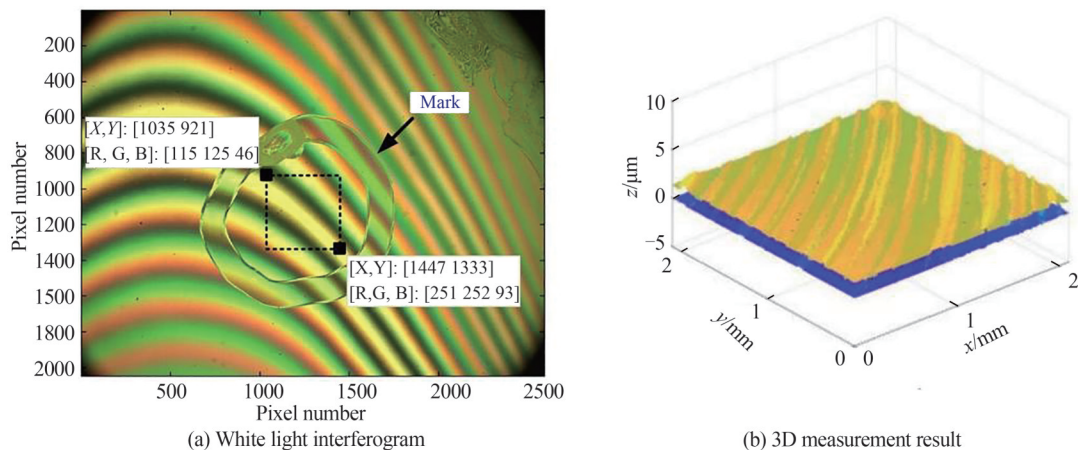 200
400
600
800
1000
1200
1400
1500
1800
2000
Pixel number
500
1000
1500
2000
2500
Pixel number
Mark
[X,Y]: [1035 921]
[R, G, B]: [115 125 46]
[X,Y]: [1447 1333]
[R,G, B]: [251 252 93]
(a) White light interferogram
10
5
0
−5
z/μm
2
1
0
y/mm
0
1
2
x/mm
(b) 3D measurement result